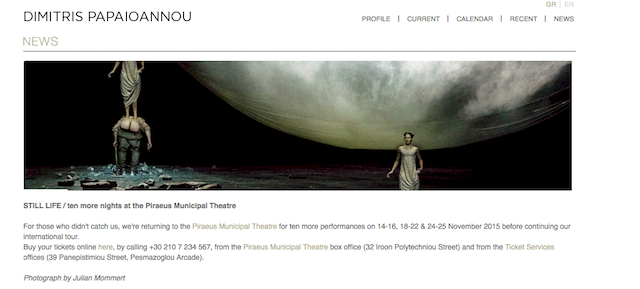 GR | EN
DIMITRIS PAPAIOANNOU
PROFILE | CURRENT | CALENDAR | RECENT | NEWS
NEWS
STILL LIFE / ten more nights at the Piraeus Municipal Theatre
For those who didn't catch us, we're returning to the Piraeus Municipal Theatre for ten more performances on 14-16, 18-22 & 24-25 November 2015 before continuing our
international tour.
Buy your tickets online here, by calling +30 210 7 234 567, from the Piraeus Municipal Theatre box office (32 Iroon Polytechniou Street) and from the Ticket Services
offices (39 Panepistimiou Street, Pesmazoglou Arcade).
Photograph by Julian Mommert